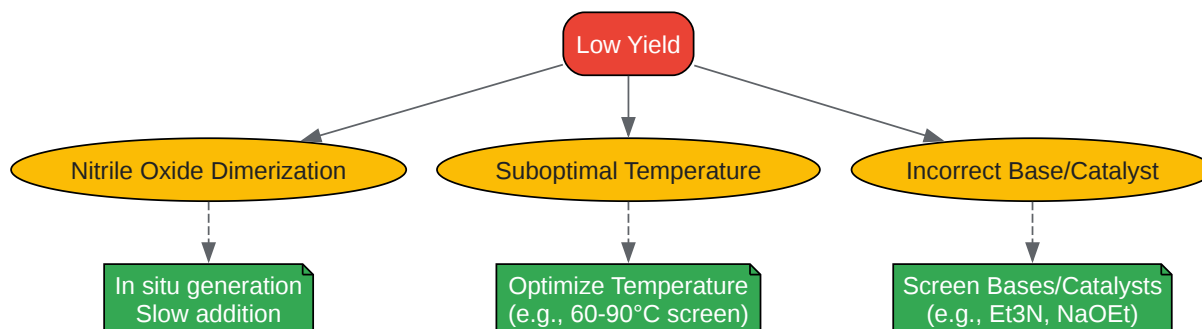 Low Yield
Nitrile Oxide Dimerization
Suboptimal Temperature
Incorrect Base/Catalyst
In situ generation
Slow addition
Optimize Temperature
(e.g., 60-90°C screen)
Screen Bases/Catalysts
(e.g., Et3N, NaOEt)